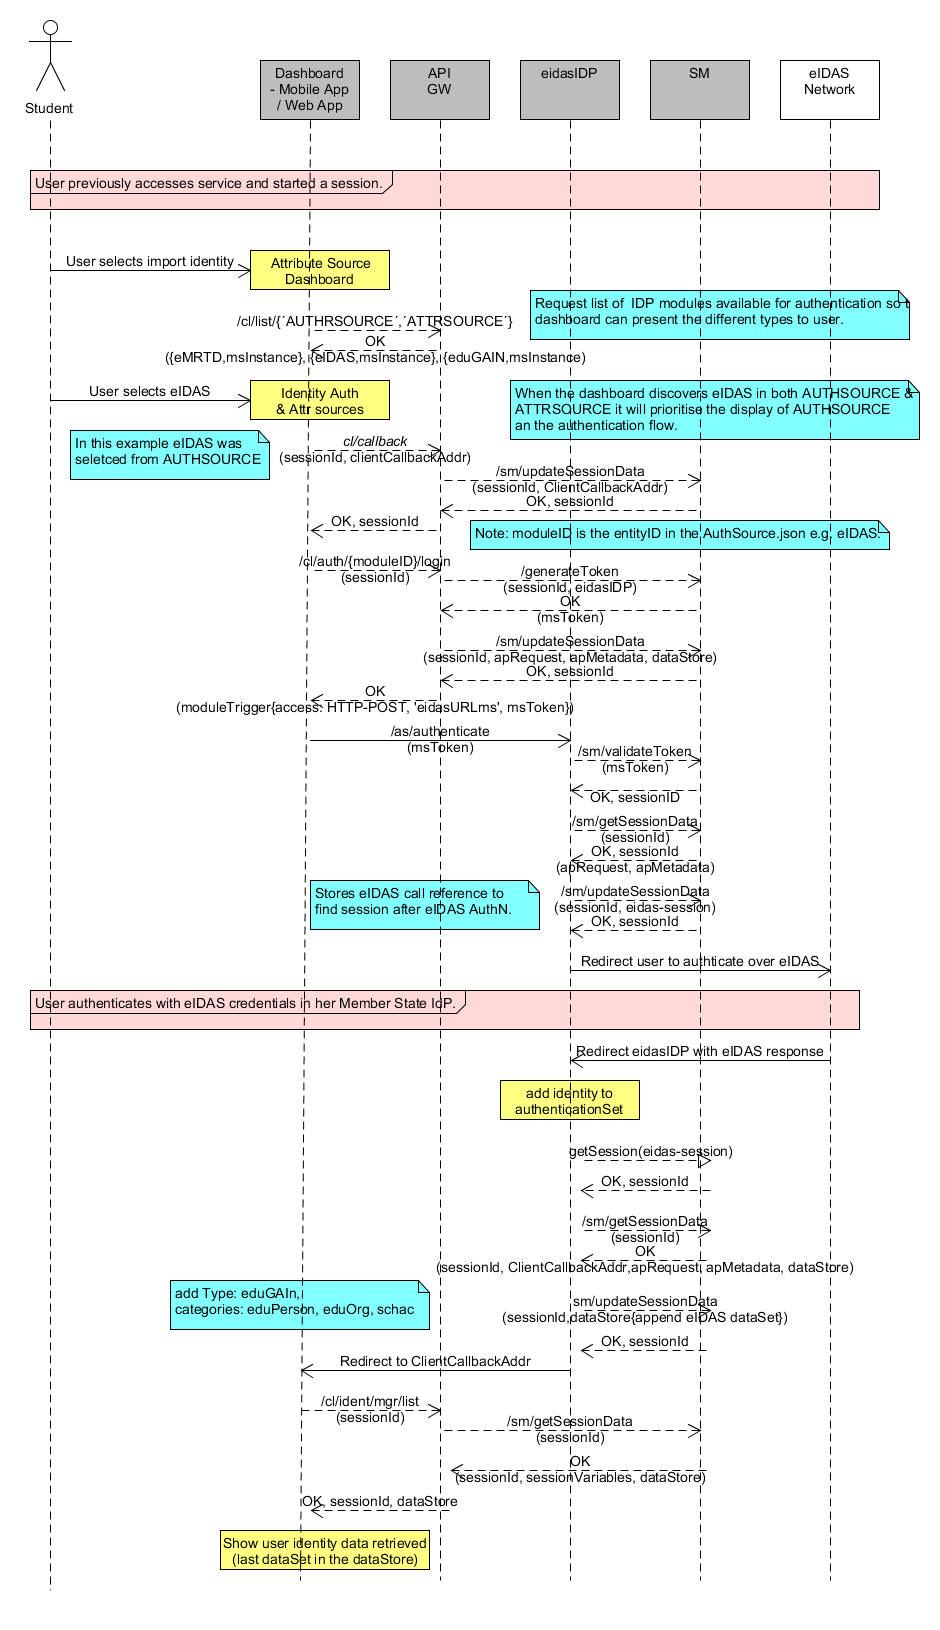 Student
Dashboard
- Mobile App
/ Web App
API
GW
eidasIDP
SM
eIDAS
Network
User previously accesses service and started a session.
User selects import identity
Attribute Source
Dashboard
Request list of  IDP modules available for authentication so t
dashboard can present the different types to user.
/cl/list/{´AUTHRSOURCE´,´ATTRSOURCE´}
OK
({eMRTD,msInstance}, {eIDAS,msInstance}, {eduGAIN,msInstance)
User selects eIDAS
Identity Auth
& Attr sources
When the dashboard discovers eIDAS in both AUTHSOURCE &
ATTRSOURCE it will prioritise the display of AUTHSOURCE
an the authentication flow.
In this example eIDAS was
seletced from AUTHSOURCE
cl/callback
(sessionId, clientCallbackAddr)
/sm/updateSessionData
(sessionId, ClientCallbackAddr)
OK, sessionId
OK, sessionId
Note: moduleID is the entityID in the AuthSource.json e.g. eIDAS.
/cl/auth/{moduleID}/login
(sessionId)
/generateToken
(sessionId, eidasIDP)
OK
(msToken)
/sm/updateSessionData
(sessionId, apRequest, apMetadata, dataStore)
OK, sessionId
OK
(moduleTrigger{access: HTTP-POST, 'eidasURLms', msToken})
/as/authenticate
(msToken)
/sm/validateToken
(msToken)
OK, sessionID
/sm/getSessionData
(sessionId)
OK, sessionId
(apRequest, apMetadata)
Stores eIDAS call reference to
find session after eIDAS AuthN.
/sm/updateSessionData
(sessionId, eidas-session)
OK, sessionId
Redirect user to authticate over eIDAS
User authenticates with eIDAS credentials in her Member State IdP.
Redirect eidasIDP with eIDAS response
add identity to
authenticationSet
getSession(eidas-session)
OK, sessionId
/sm/getSessionData
(sessionId)
OK
(sessionId, ClientCallbackAddr,apRequest, apMetadata, dataStore)
add Type: eduGAIn,
categories: eduPerson, eduOrg, schac
sm/updateSessionData
(sessionId,dataStore{append eIDAS dataSet})
OK, sessionId
Redirect to ClientCallbackAddr
/cl/ident/mgr/list
(sessionId)
/sm/getSessionData
(sessionId)
OK
(sessionId, sessionVariables, dataStore)
OK, sessionId, dataStore
Show user identity data retrieved
(last dataSet in the dataStore)